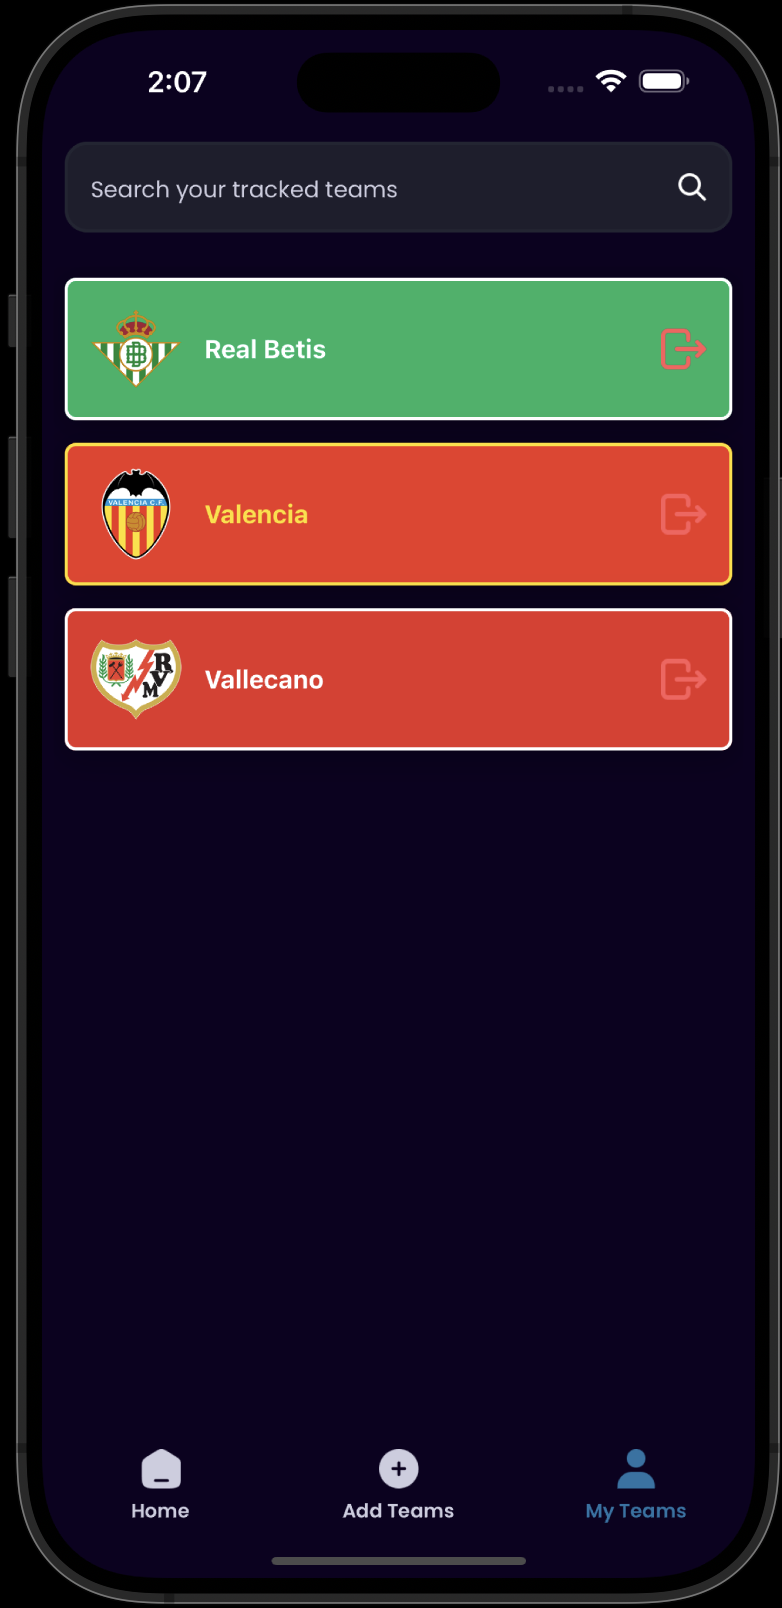 2:07
Search your tracked teams
Real Betis
VALENCIA C.F.
Valencia
RVM
Vallecano
Home
Add Teams
My Teams